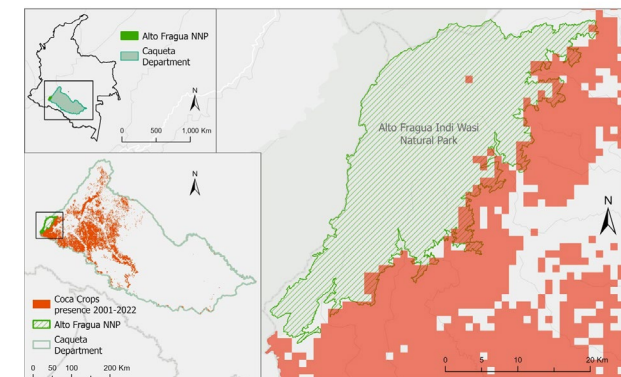 Alto Fragua NNP
Caqueta
Department
N
0 500 1,000 Km
Alto Fragua Indi Wasi
Natural Park
N
N
Coca Crops
presence 2001-2022
Alto Fragua NNP
Caqueta
Department
0 50 100 200 Km
0 5 10 20 Km